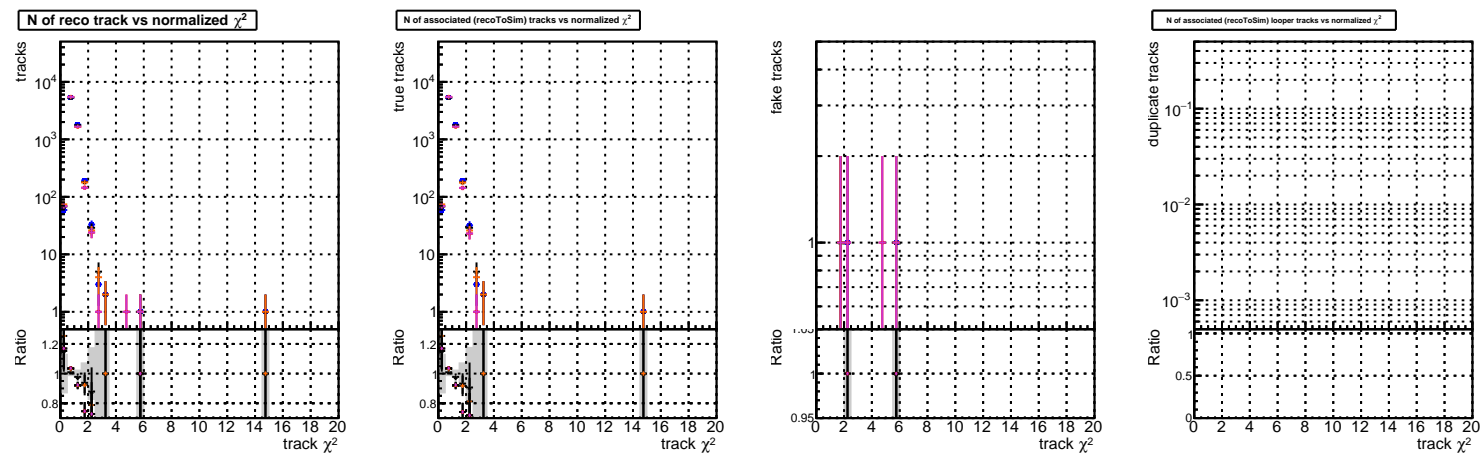 N of reco track vs normalized χ²
tracks
10⁴
10³
10²
10
1
Ratio
1.2
1
0.8
0 2 4 6 8 10 12 14 16 18 20
track χ²
N of associated (recoToSim) tracks vs normalized χ²
true tracks
10⁴
10³
10²
10
1
Ratio
1.2
1
0.8
0 2 4 6 8 10 12 14 16 18 20
track χ²
fake tracks
1
Ratio
1.05
1
0.95
0 2 4 6 8 10 12 14 16 18 20
track χ²
N of associated (recoToSim) looper tracks vs normalized χ²
duplicate tracks
10⁻¹
10⁻²
10⁻³
Ratio
1
0.5
0
0 2 4 6 8 10 12 14 16 18 20
track χ²